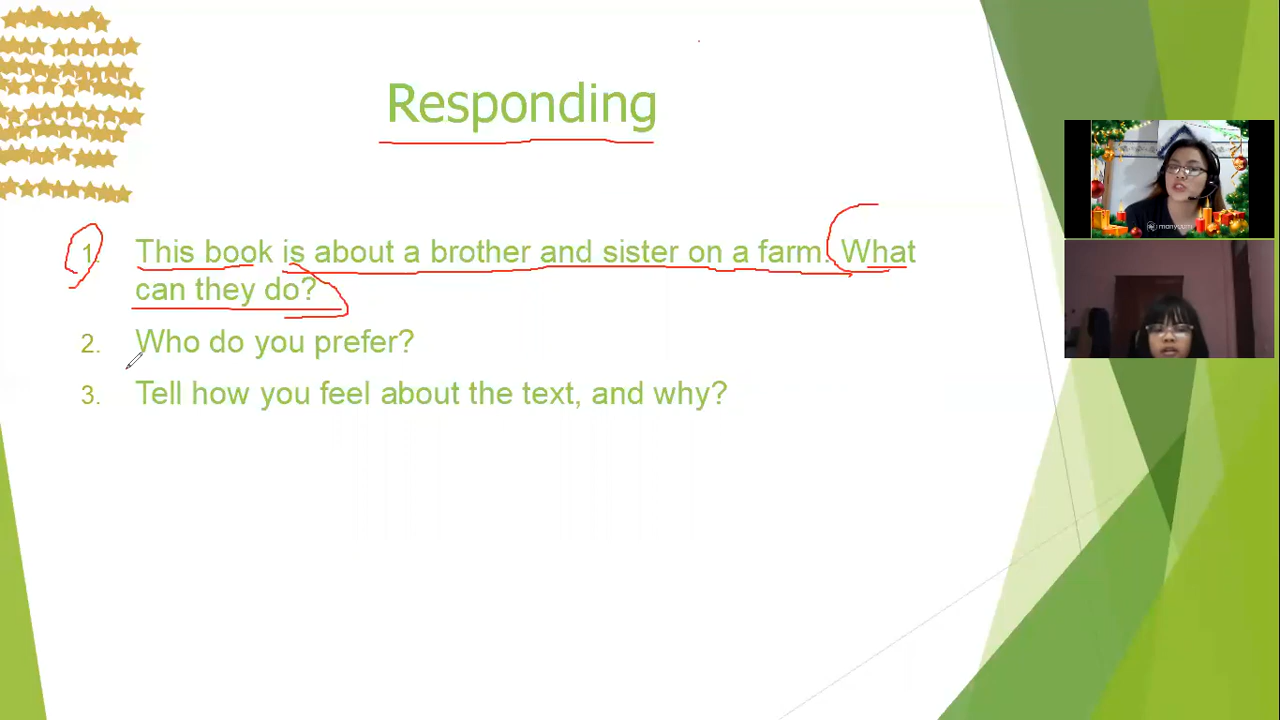 Responding
1. This book is about a brother and sister on a farm. What
can they do?
2. Who do you prefer?
3. Tell how you feel about the text, and why?
manycam